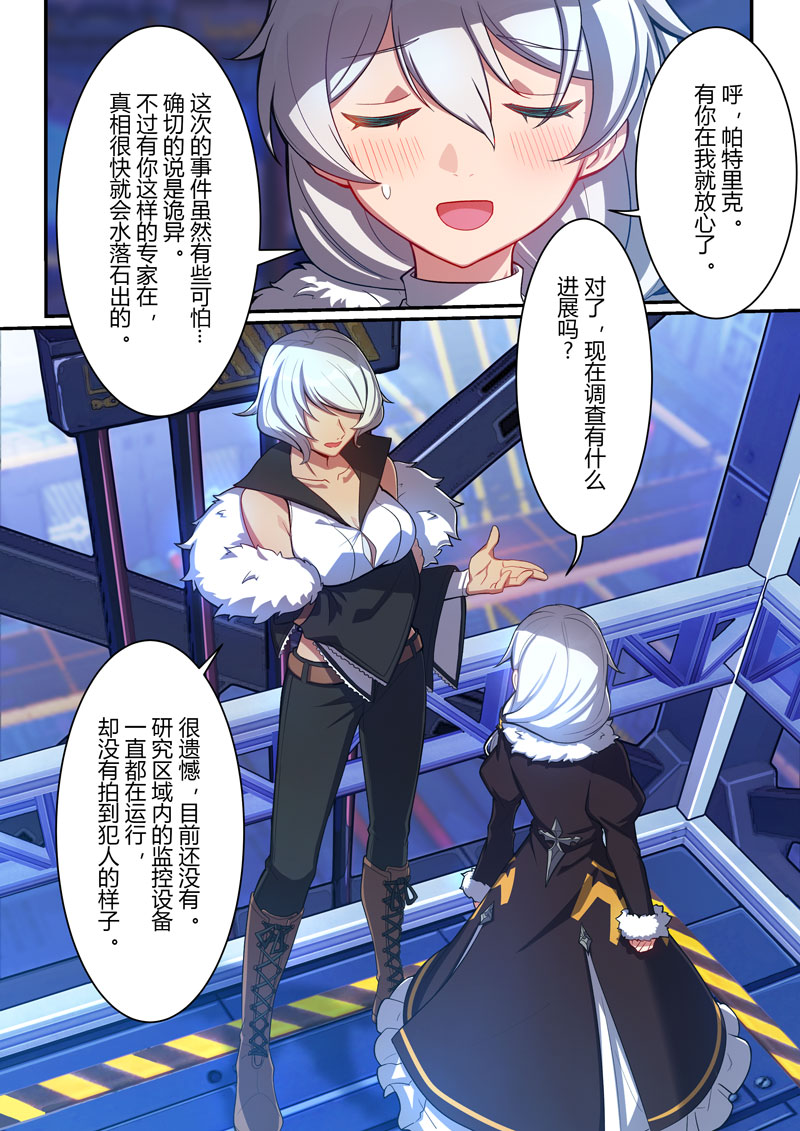 呼，帕特里克。
有你在我就放心了。
这次的事件虽然有些可怕…
确切的说是诡异。
不过有你这样的专家在，
真相很快就会水落石出的。
对了，现在调查有什么
进展吗？
很遗憾，目前还没有。
研究区域内的监控设备
一直都在运行，
却没有拍到犯人的样子。